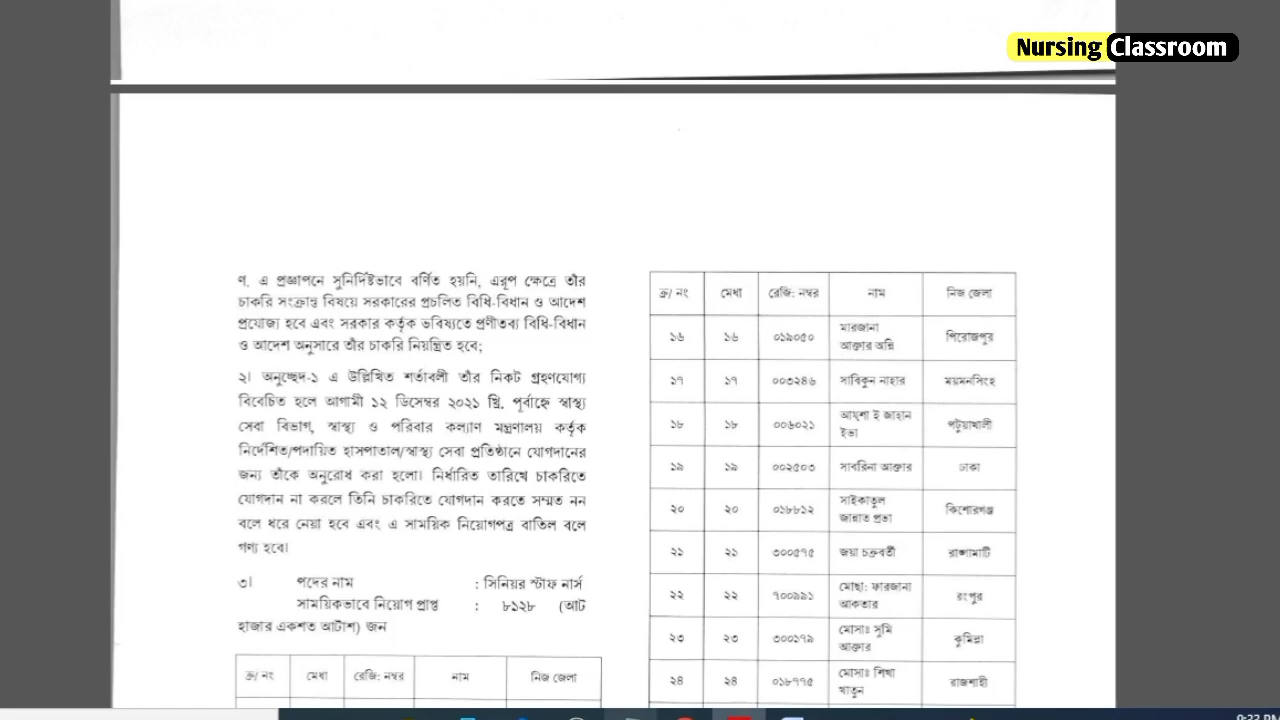 Nursing Classroom
ণ. এ প্রজ্ঞাপনে সুনির্দিষ্টভাবে বর্ণিত হয়নি, এরূপ ক্ষেত্রে তাঁর
চাকরি সংক্রান্ত বিষয়ে সরকারের প্রচলিত বিধি-বিধান ও আদেশ
প্রযোজ্য হবে এবং সরকার কর্তৃক ভবিষ্যতে প্রণীতব্য বিধি-বিধান
ও আদেশ অনুসারে তাঁর চাকরি নিয়ন্ত্রিত হবে;
২। অনুচ্ছেদ-১ এ উল্লিখিত শর্তাবলী তাঁর নিকট গ্রহণযোগ্য
বিবেচিত হলে আগামী ১২ ডিসেম্বর ২০২১ খ্রি. পূর্বাহ্নে স্বাস্থ্য
সেবা বিভাগ, স্বাস্থ্য ও পরিবার কল্যাণ মন্ত্রণালয় কর্তৃক
নির্দেশিত/পদায়িত হাসপাতাল/স্বাস্থ্য সেবা প্রতিষ্ঠানে যোগদানের
জন্য তাঁকে অনুরোধ করা হলো। নির্ধারিত তারিখে চাকরিতে
যোগদান না করলে তিনি চাকরিতে যোগদান করতে সম্মত নন
বলে ধরে নেয়া হবে এবং এ সাময়িক নিয়োগপত্র বাতিল বলে
গণ্য হবে।
৩। পদের নাম : সিনিয়র স্টাফ নার্স
সাময়িকভাবে নিয়োগ প্রাপ্ত : ৮১২৮ (আট
হাজার একশত আটাশ) জন
ক্র/ নং মেধা রেজি: নম্বর নাম নিজ জেলা
ক্র/ নং মেধা রেজি: নম্বর নাম নিজ জেলা
১৬ ১৬ ০১৯০৫০ মারজানা আক্তার অন্নি পিরোজপুর
১৭ ১৭ ০০৩২৪৬ সাবিকুন নাহার ময়মনসিংহ
১৮ ১৮ ০০৬০২১ আয়শা ই জাহান ইভা পটুয়াখালী
১৯ ১৯ ০০২৫০৩ সাবরিনা আক্তার ঢাকা
২০ ২০ ০১৮৮১২ সাইকাতুল জান্নাত প্রভা কিশোরগঞ্জ
২১ ২১ ৩০০৫৭৫ জয়া চক্রবর্তী রাঙ্গামাটি
২২ ২২ ৭০০৯৯১ মোছা: ফারজানা আকতার রংপুর
২৩ ২৩ ৩০০১৭৯ মোসাঃ সুমি আক্তার কুমিল্লা
২৪ ২৪ ০১৮৭৭৫ মোসাঃ শিখা খাতুন রাজশাহী